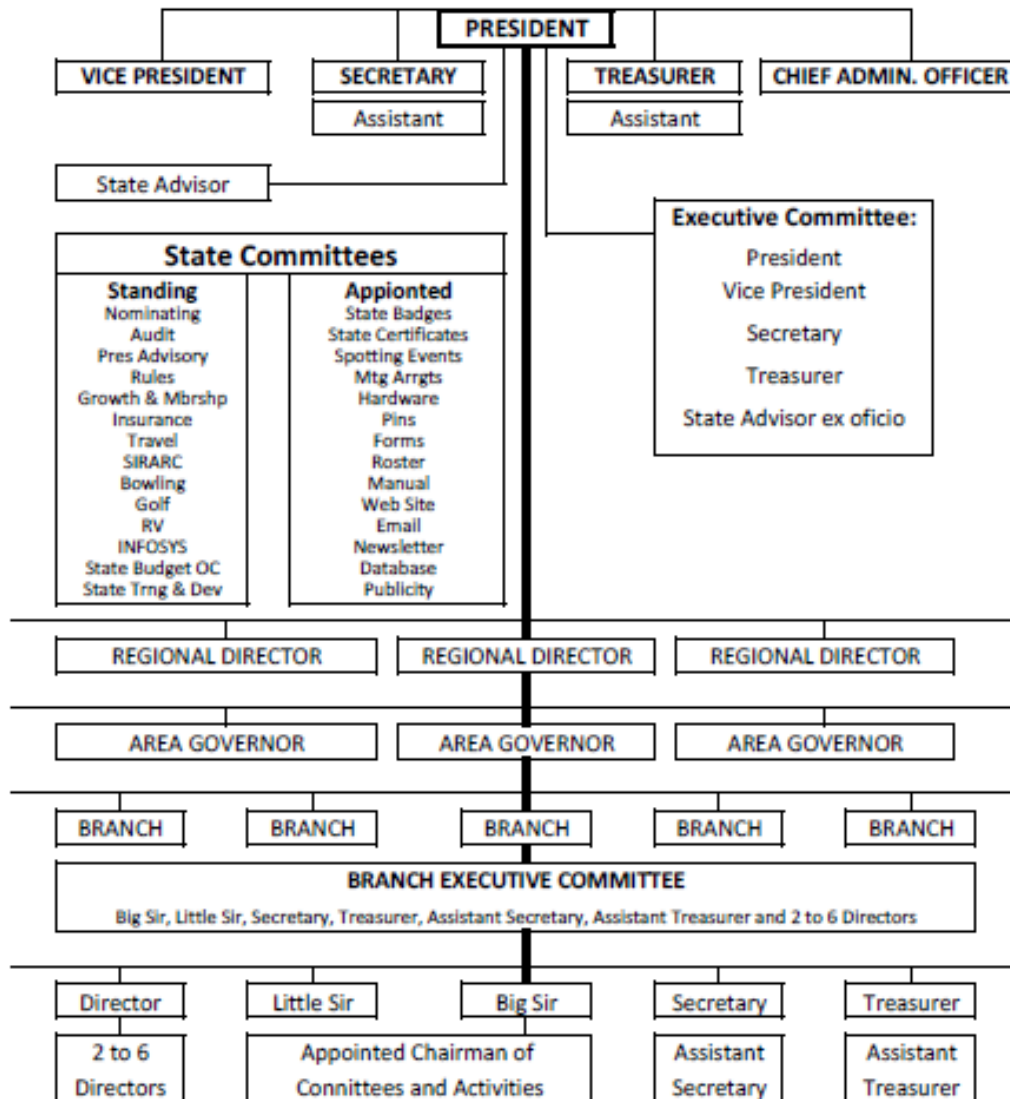 PRESIDENT
VICE PRESIDENT
SECRETARY
TREASURER
CHIEF ADMIN. OFFICER
Assistant
Assistant
State Advisor
Executive Committee:
President
Vice President
Secretary
Treasurer
State Advisor ex oficio
State Committees
Standing
Nominating
Audit
Pres Advisory
Rules
Growth & Mbrshp
Insurance
Travel
SIRARC
Bowling
Golf
RV
INFOSYS
State Budget OC
State Trng & Dev
Appionted
State Badges
State Certificates
Spotting Events
Mtg Arrgts
Hardware
Pins
Forms
Roster
Manual
Web Site
Email
Newsletter
Database
Publicity
REGIONAL DIRECTOR
REGIONAL DIRECTOR
REGIONAL DIRECTOR
AREA GOVERNOR
AREA GOVERNOR
AREA GOVERNOR
BRANCH
BRANCH
BRANCH
BRANCH
BRANCH
BRANCH EXECUTIVE COMMITTEE
Big Sir, Little Sir, Secretary, Treasurer, Assistant Secretary, Assistant Treasurer and 2 to 6 Directors
Director
Little Sir
Big Sir
Secretary
Treasurer
2 to 6
Directors
Appointed Chairman of
Connittees and Activities
Assistant
Secretary
Assistant
Treasurer